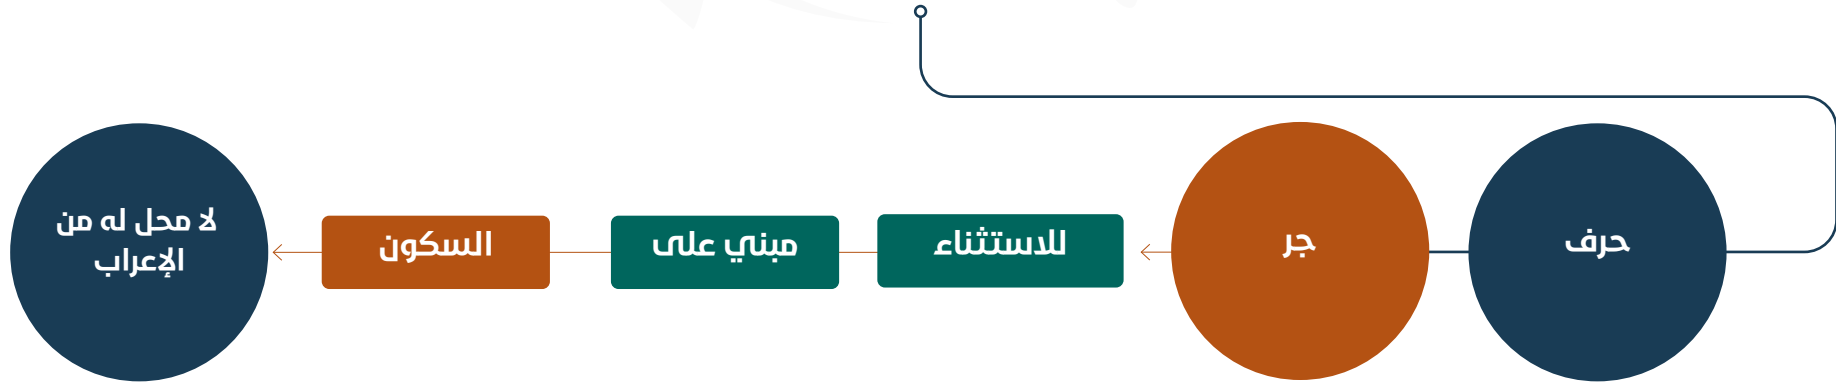 حرف
جر
للاستثناء
مبني على
السكون
لا محل له من
الإعراب